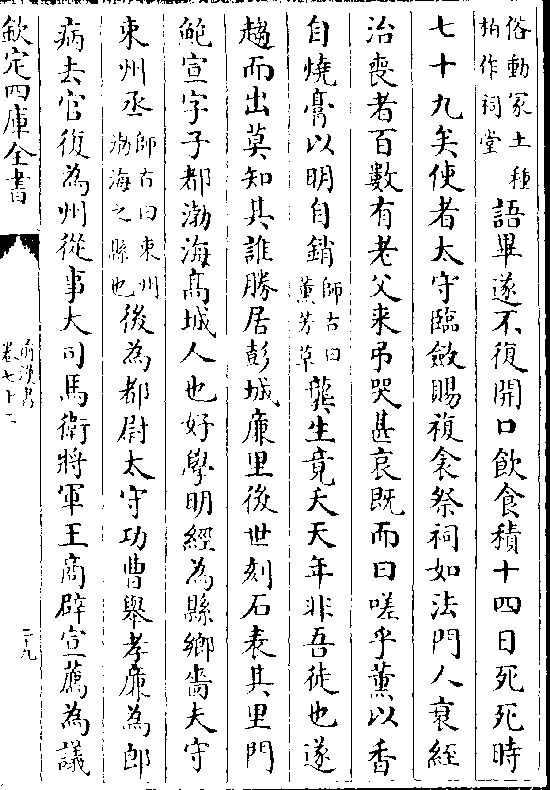 俗動冢土種
柏作祠堂
語畢遂不復開口飲食積十四日死死時
七十九矣使者太守臨斂賜複衾祭祠如法門人衰絰
治喪者百數有老父来弔哭甚哀既而曰嗟乎薰以香
自燒膏以明自銷
師古曰
薰芳草
龔生竟夭天年非吾徒也遂
趨而出莫知其誰勝居彭城廉里後世刻石表其里門
鮑宣字子都渤海髙城人也好學明經為縣鄉嗇夫守
束州丞
師古曰束州
渤海之縣也
後為都尉太守功曹舉孝廉為郎
病去官復為州從事大司馬衛將軍王商辟宣薦為議
欽定四庫全書
前漢書
卷七十二
二十九